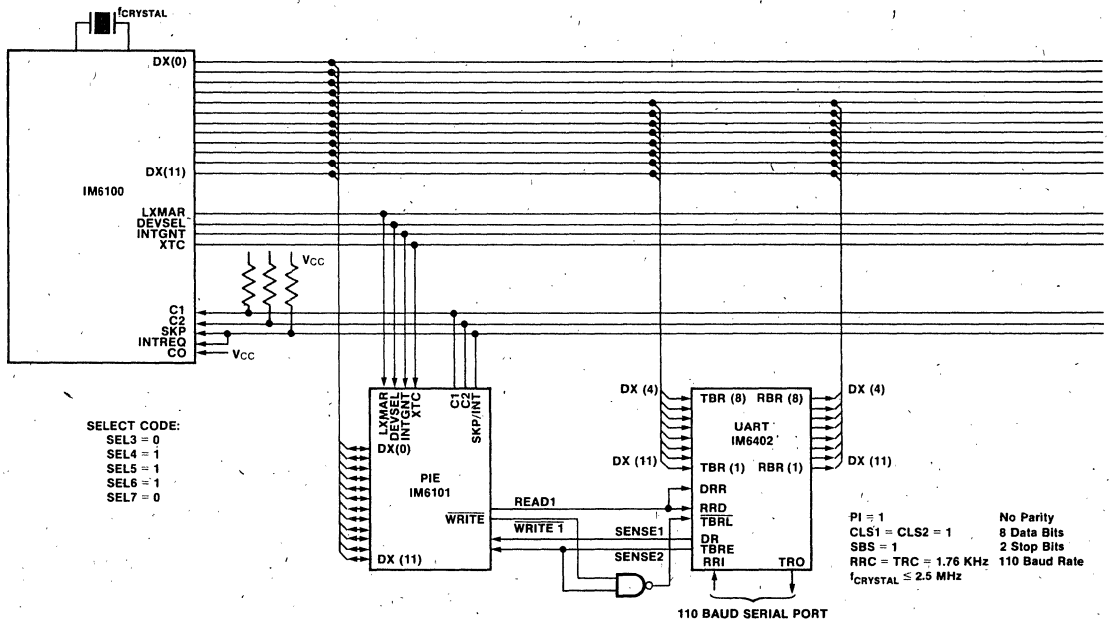 fCRYSTAL
DX(0)
DX(11)
IM6100
LXMAR
DEVSEL
INTGNT
XTC
VCC
C1
C2
SKP
INTREQ
CO
VCC
SELECT CODE:
SEL3 = 0
SEL4 = 1
SEL5 = 1
SEL6 = 1
SEL7 = 0
LXMAR
DEVSEL
INTGNT
XTC
C1
C2
SKP/INT
DX(0)
PIE
IM6101
WRITE
DX (11)
READ1
WRITE 1
SENSE1
SENSE2
DX (4)
DX (11)
TBR (8) RBR (8)
UART
IM6402
TBR (1) RBR (1)
DRR
RRD
TBRL
DR
TBRE
RRI TRO
DX (4)
DX (11)
110 BAUD SERIAL PORT
PI = 1 No Parity
CLS1 = CLS2 = 1 8 Data Bits
SBS = 1 2 Stop Bits
RRC = TRC = 1.76 KHz 110 Baud Rate
fCRYSTAL ≤ 2.5 MHz